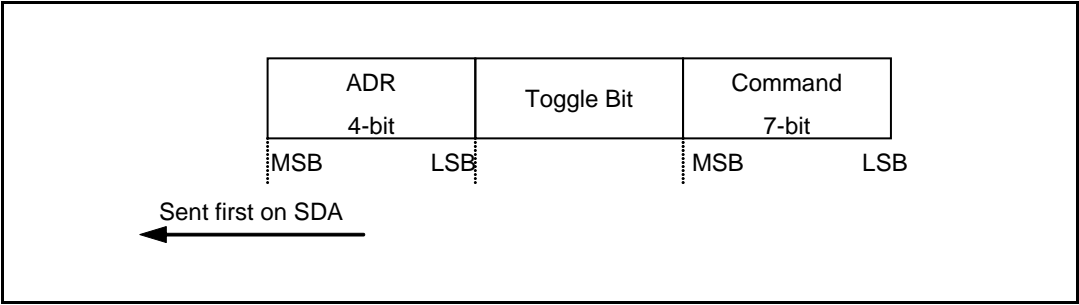 ADR
4-bit
Toggle Bit
Command
7-bit
MSB
LSB
MSB
LSB
Sent first on SDA